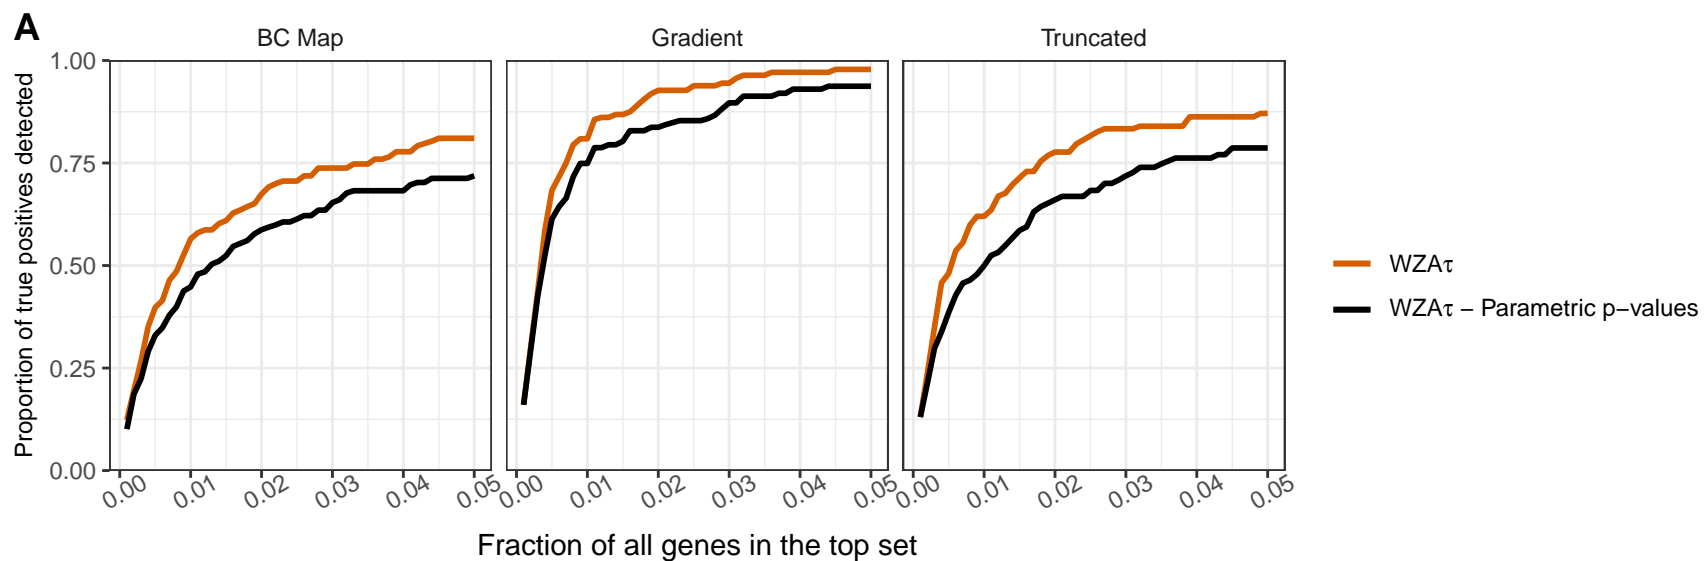 A
BC Map
Gradient
Truncated
Proportion of true positives detected
1.00
0.75
0.50
0.25
0.00
0.00 0.01 0.02 0.03 0.04 0.05
0.00 0.01 0.02 0.03 0.04 0.05
0.00 0.01 0.02 0.03 0.04 0.05
Fraction of all genes in the top set
WZAτ
WZAτ − Parametric p−values